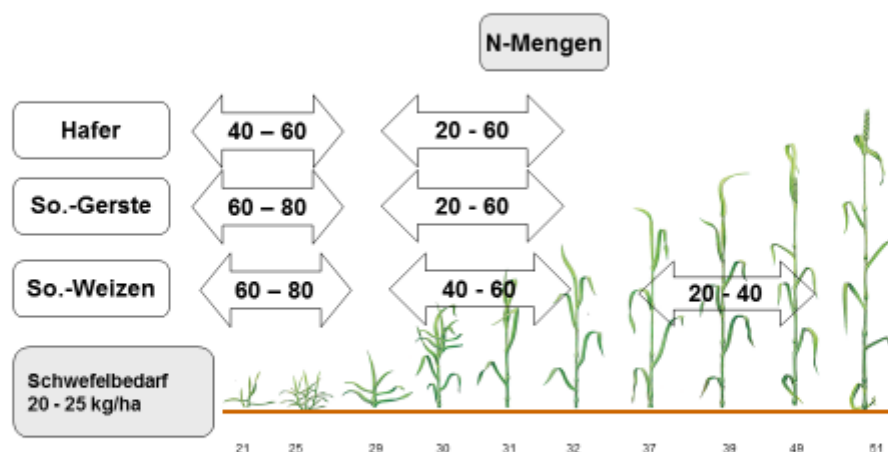 N-Mengen
Hafer
40 – 60
20 - 60
So.-Gerste
60 – 80
20 - 60
So.-Weizen
60 – 80
40 - 60
20 - 40
Schwefelbedarf
20 - 25 kg/ha
21 25 29 30 31 32 37 39 49 51